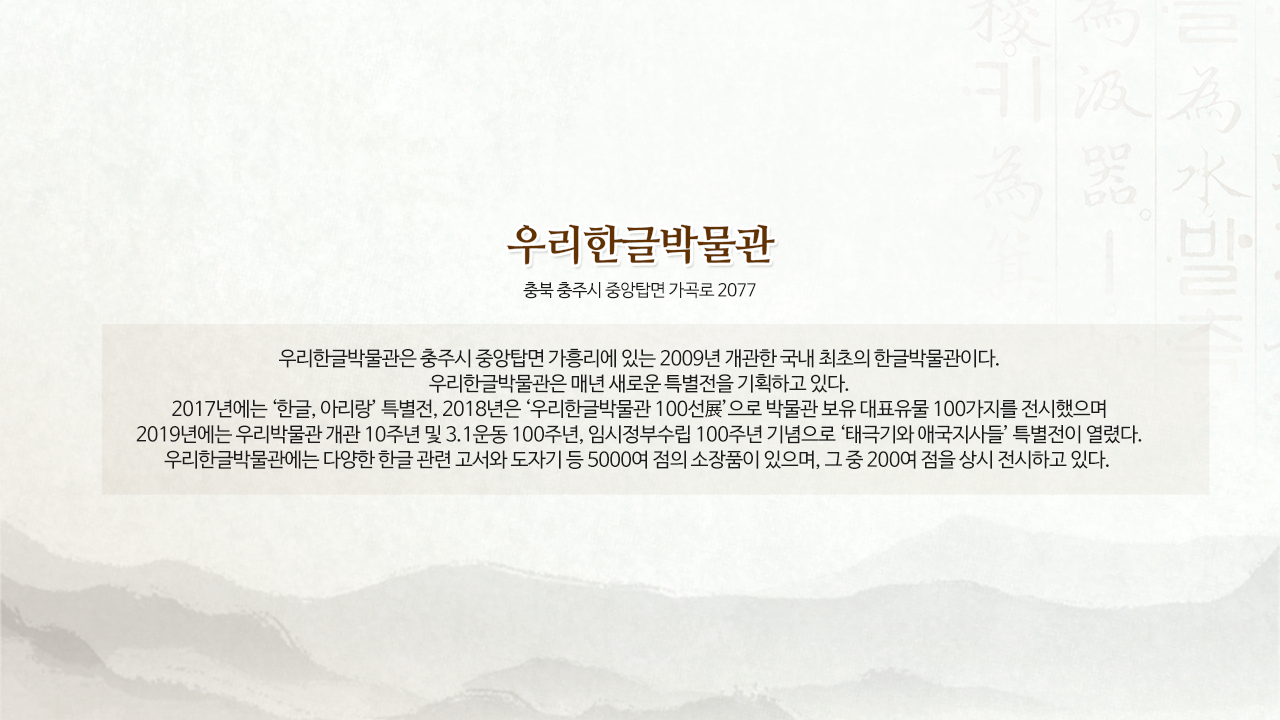 우리한글박물관
충북 충주시 중앙탑면 가곡로 2077
우리한글박물관은 충주시 중앙탑면 가흥리에 있는 2009년 개관한 국내 최초의 한글박물관이다.
우리한글박물관은 매년 새로운 특별전을 기획하고 있다.
2017년에는 ‘한글, 아리랑’ 특별전, 2018년은 ‘우리한글박물관 100선展’으로 박물관 보유 대표유물 100가지를 전시했으며
2019년에는 우리박물관 개관 10주년 및 3.1운동 100주년, 임시정부수립 100주년 기념으로 ‘태극기와 애국지사들’ 특별전이 열렸다.
우리한글박물관에는 다양한 한글 관련 고서와 도자기 등 5000여 점의 소장품이 있으며, 그 중 200여 점을 상시 전시하고 있다.
為水발측
為汲器。ㅣ
키為